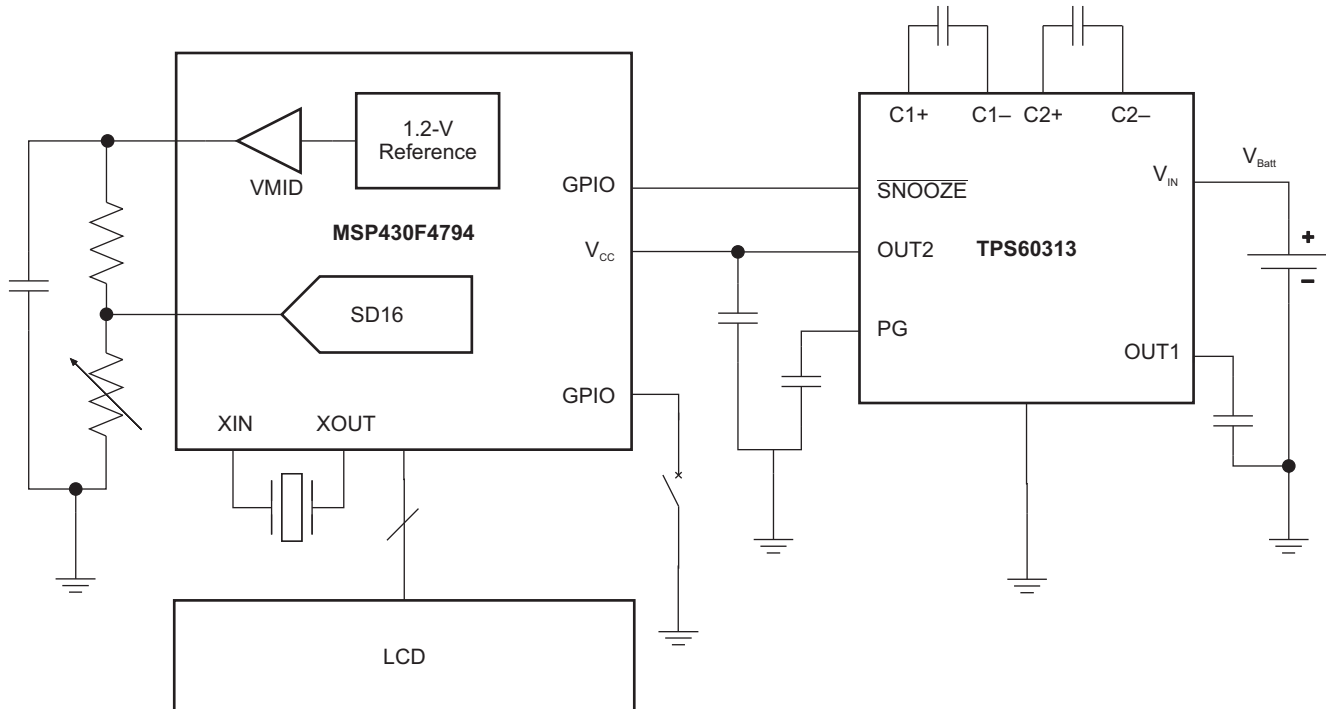 C1+ C1– C2+ C2–
1.2-V
Reference
VMID
GPIO
SNOOZE
V_IN
V_Batt
MSP430F4794
V_CC
OUT2
TPS60313
+
–
SD16
PG
OUT1
GPIO
XIN XOUT
LCD